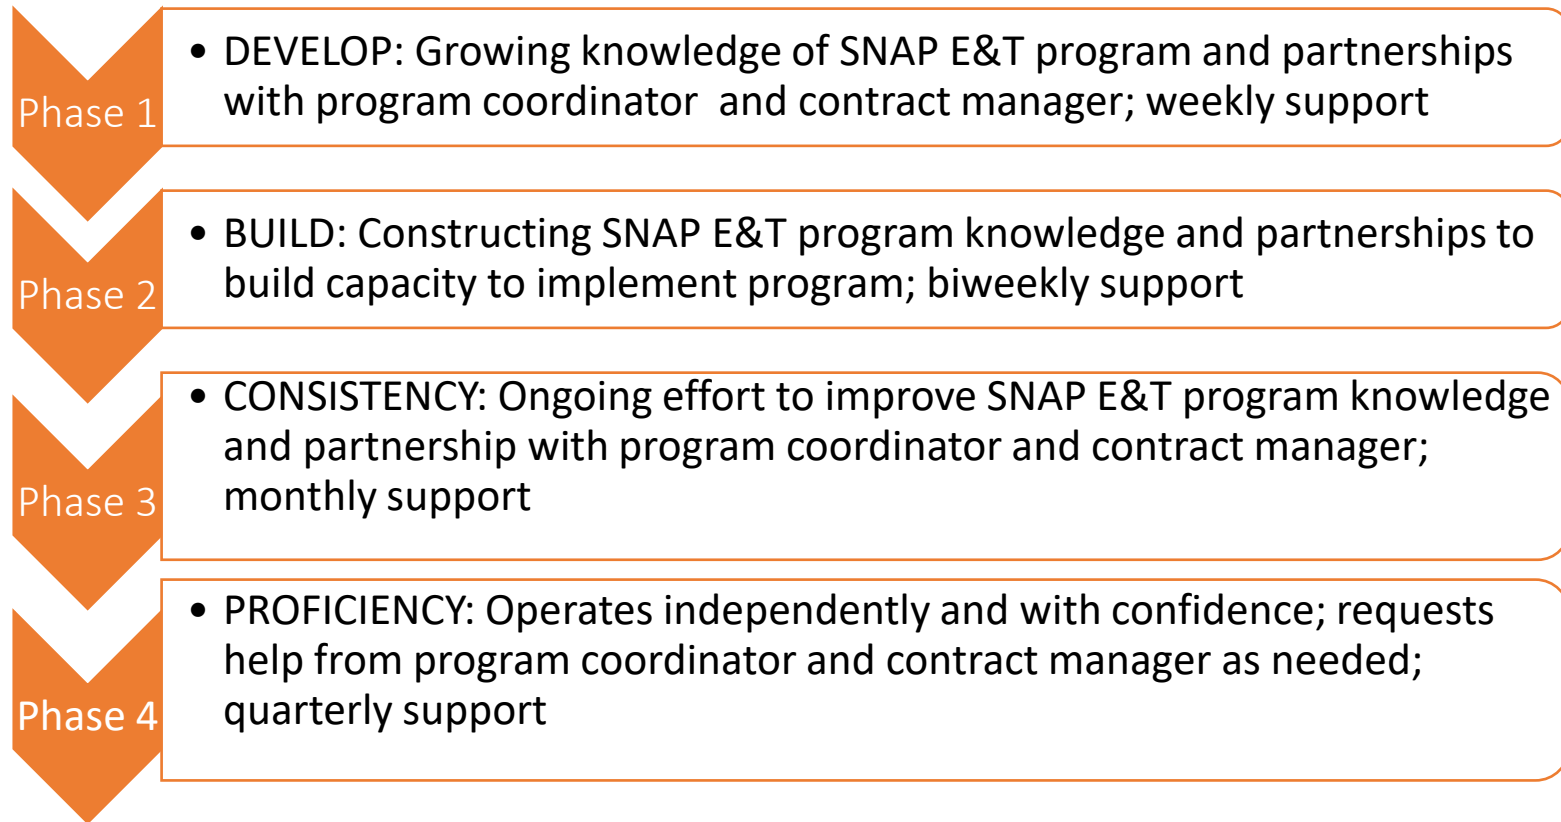 Phase 1
• DEVELOP: Growing knowledge of SNAP E&T program and partnerships
with program coordinator  and contract manager; weekly support
Phase 2
• BUILD: Constructing SNAP E&T program knowledge and partnerships to
build capacity to implement program; biweekly support
Phase 3
• CONSISTENCY: Ongoing effort to improve SNAP E&T program knowledge
and partnership with program coordinator and contract manager;
monthly support
Phase 4
• PROFICIENCY: Operates independently and with confidence; requests
help from program coordinator and contract manager as needed;
quarterly support